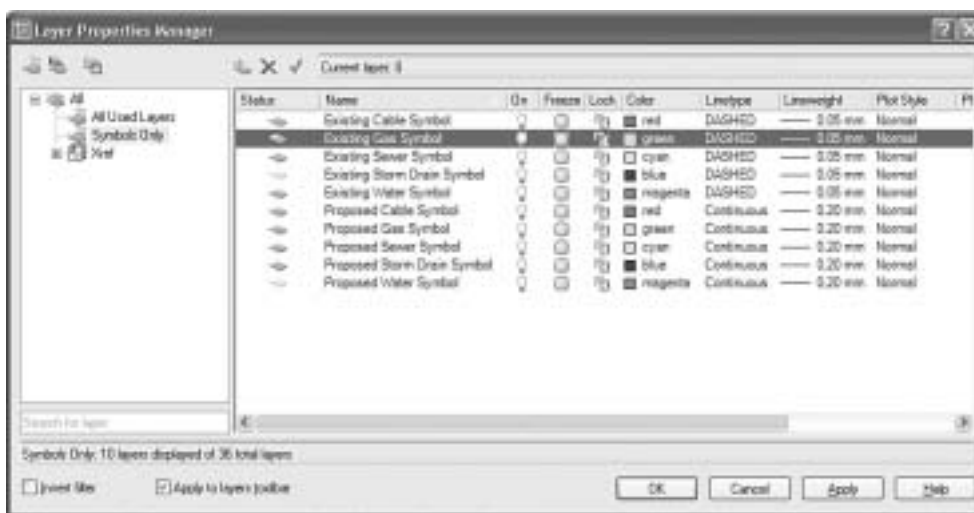 Layer Properties Manager
Current layer: 0
All
All Used Layers
Symbols Only
Xref
Status Name On Freeze Lock Color Linetype Lineweight Plot Style Pl
Existing Cable Symbol red DASHED 0.05 mm Normal
Existing Gas Symbol green DASHED 0.05 mm Normal
Existing Sewer Symbol cyan DASHED 0.05 mm Normal
Existing Storm Drain Symbol blue DASHED 0.05 mm Normal
Existing Water Symbol magenta DASHED 0.05 mm Normal
Proposed Cable Symbol red Continuous 0.20 mm Normal
Proposed Gas Symbol green Continuous 0.20 mm Normal
Proposed Sewer Symbol cyan Continuous 0.20 mm Normal
Proposed Storm Drain Symbol blue Continuous 0.20 mm Normal
Proposed Water Symbol magenta Continuous 0.20 mm Normal
Search for layer
Symbols Only: 10 layers displayed of 36 total layers
Invert filter
Apply to layers toolbar
OK
Cancel
Apply
Help